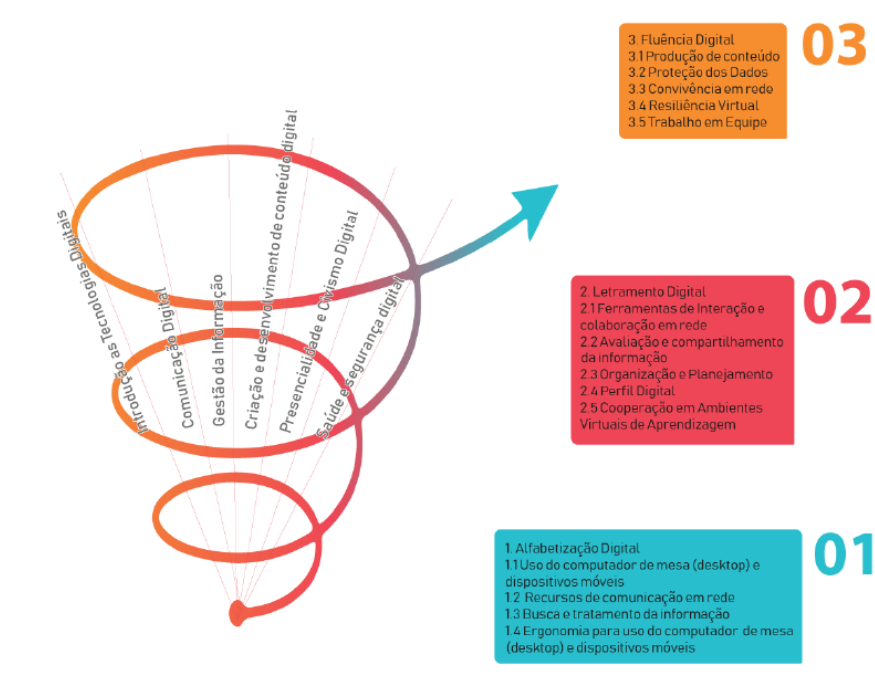 3. Fluência Digital
3.1 Produção de conteúdo
3.2 Proteção dos Dados
3.3 Convivência em rede
3.4 Resiliência Virtual
3.5 Trabalho em Equipe
03
Introdução as Tecnologias Digitais
Comunicação Digital
Gestão da Informação
Criação e desenvolvimento de conteúdo digital
Presencialidade e Civismo Digital
Saúde e segurança digital
2. Letramento Digital
2.1 Ferramentas de Interação e
colaboração em rede
2.2 Avaliação e compartilhamento
da informação
2.3 Organização e Planejamento
2.4 Perfil Digital
2.5 Cooperação em Ambientes
Virtuais de Aprendizagem
02
1. Alfabetização Digital
1.1 Uso do computador de mesa (desktop) e
dispositivos móveis
1.2 Recursos de comunicação em rede
1.3 Busca e tratamento da informação
1.4 Ergonomia para uso do computador de mesa
(desktop) e dispositivos móveis
01